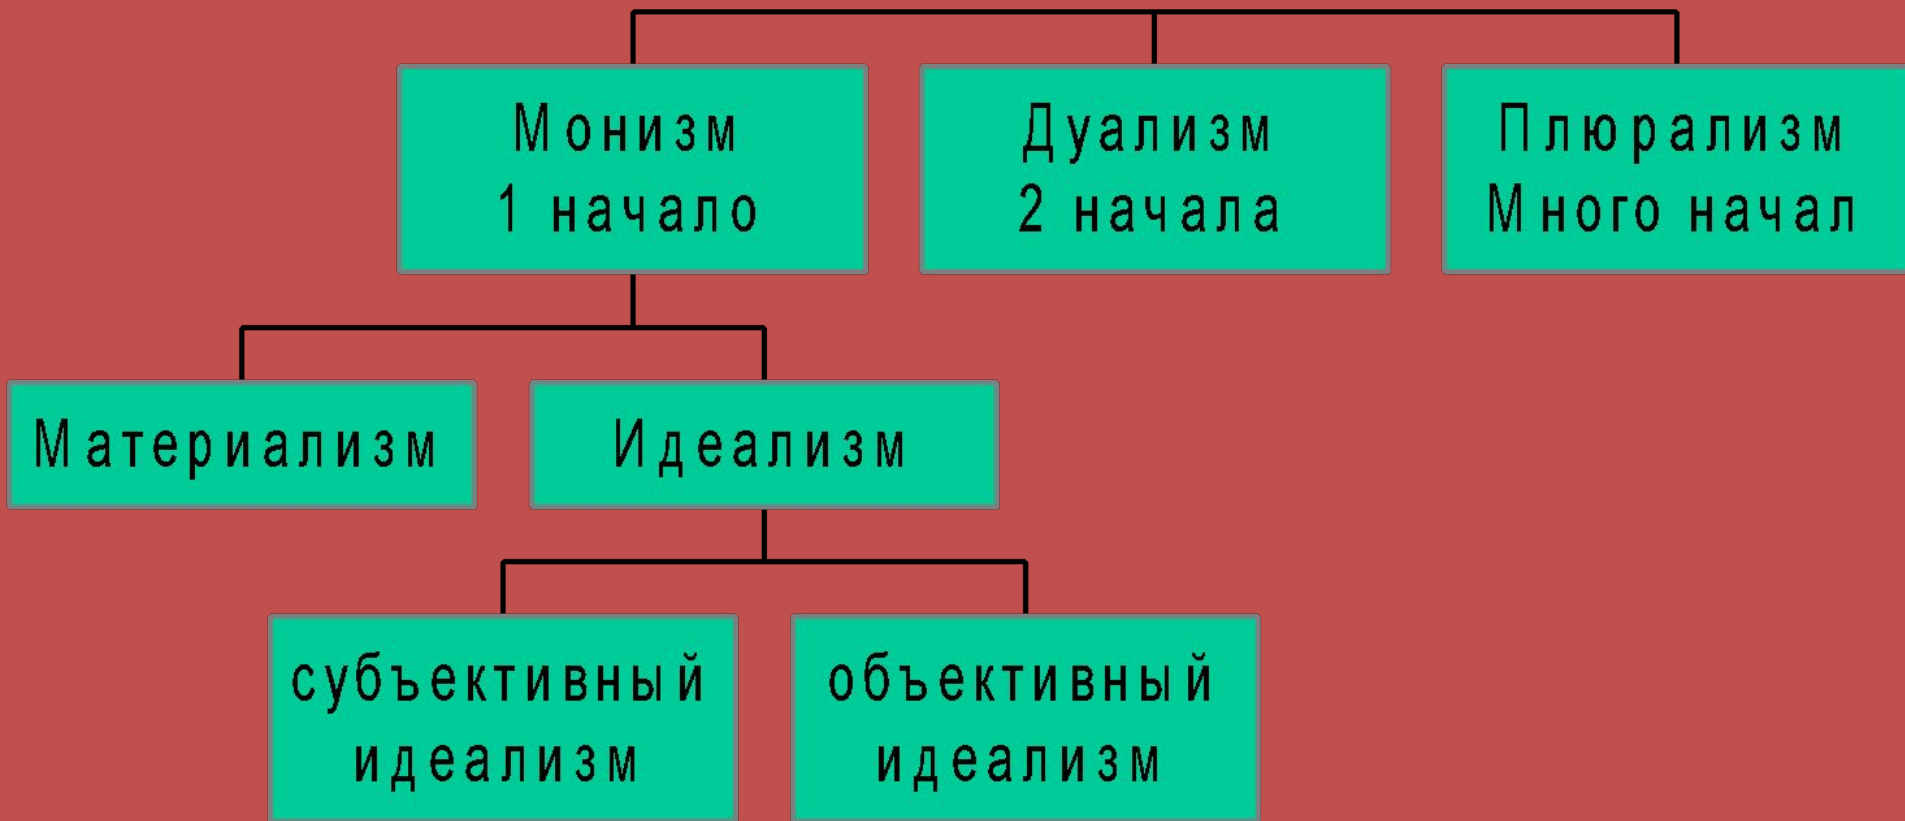 Монизм
1 начало
Дуализм
2 начала
Плюрализм
Много начал
Материализм
Идеализм
субъективный
идеализм
объективный
идеализм